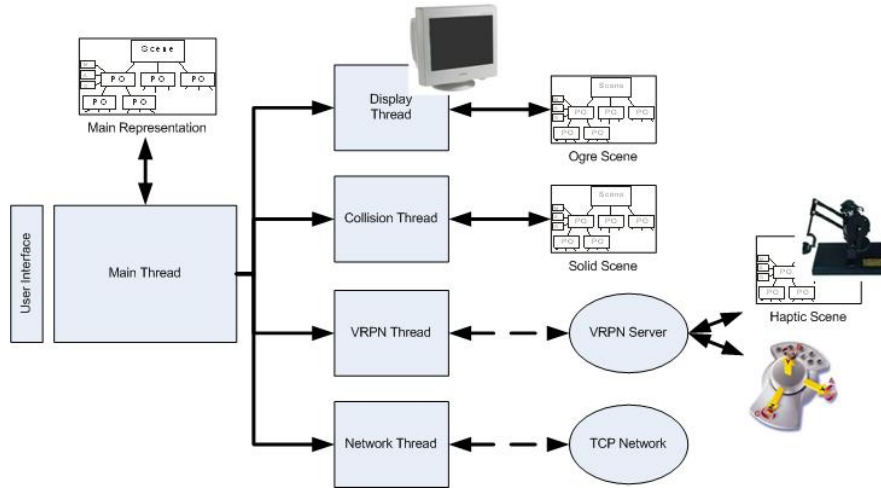 Scene
PO PO PO
PO PO
Main Representation
Display
Thread
Scene
PO PO PO
PO PO
Ogre Scene
User Interface
Main Thread
Collision Thread
Scene
PO PO PO
PO PO
Solid Scene
PO
PO PO
Haptic Scene
VRPN Thread
VRPN Server
Network Thread
TCP Network